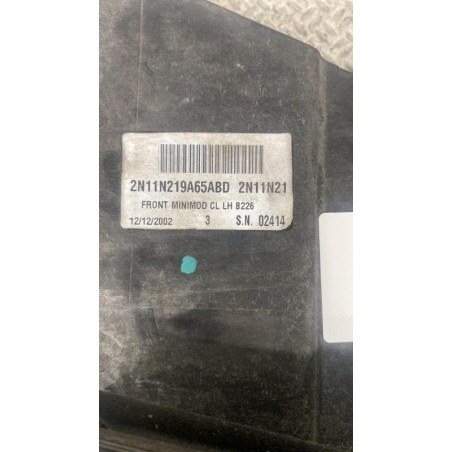 2N11N219A65ABD 2N11N21
FRONT MINIMOD CL LH B226
12/12/2002 3 S.N. 02414